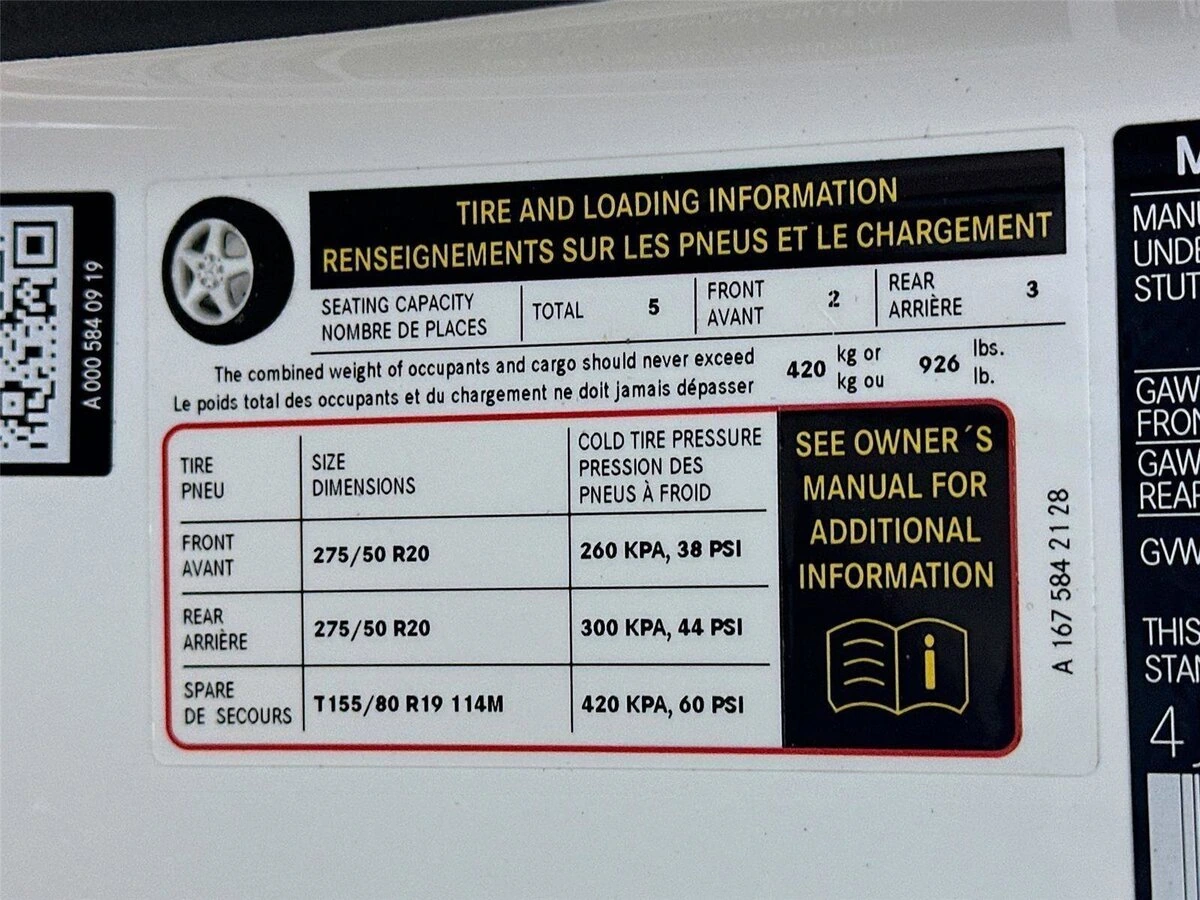 A 000 584 09 19
TIRE AND LOADING INFORMATION
RENSEIGNEMENTS SUR LES PNEUS ET LE CHARGEMENT
SEATING CAPACITY
NOMBRE DE PLACES
TOTAL 5
FRONT
AVANT
2
REAR
ARRIÈRE
3
The combined weight of occupants and cargo should never exceed 420 kg or 926 lbs.
Le poids total des occupants et du chargement ne doit jamais dépasser kg ou lb.
TIRE
PNEU
SIZE
DIMENSIONS
COLD TIRE PRESSURE
PRESSION DES
PNEUS À FROID
FRONT
AVANT
275/50 R20
260 KPA, 38 PSI
REAR
ARRIÈRE
275/50 R20
300 KPA, 44 PSI
SPARE
DE SECOURS
T155/80 R19 114M
420 KPA, 60 PSI
SEE OWNER´S
MANUAL FOR
ADDITIONAL
INFORMATION
A 167 584 21 28
GAW
FRON
GAW
REAR
GVW
THIS
STAN
4